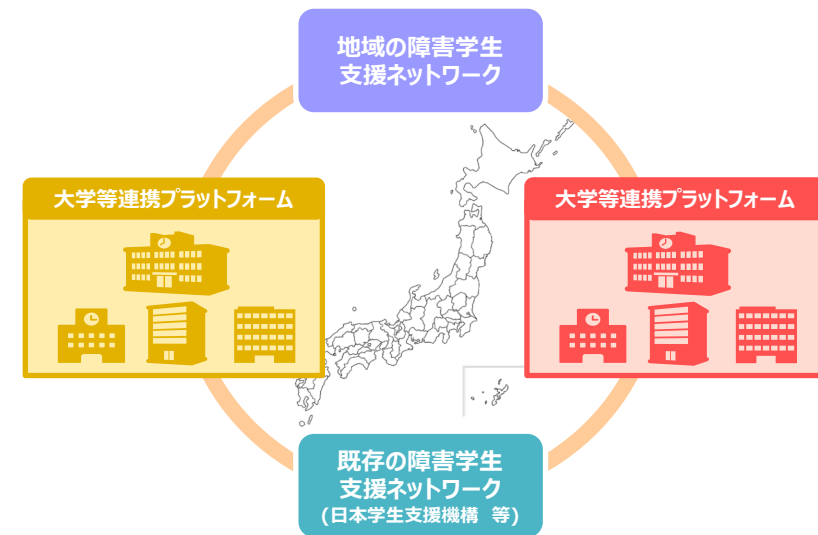 地域の障害学生
支援ネットワーク
大学等連携プラットフォーム
大学等連携プラットフォーム
既存の障害学生
支援ネットワーク
(日本学生支援機構 等)